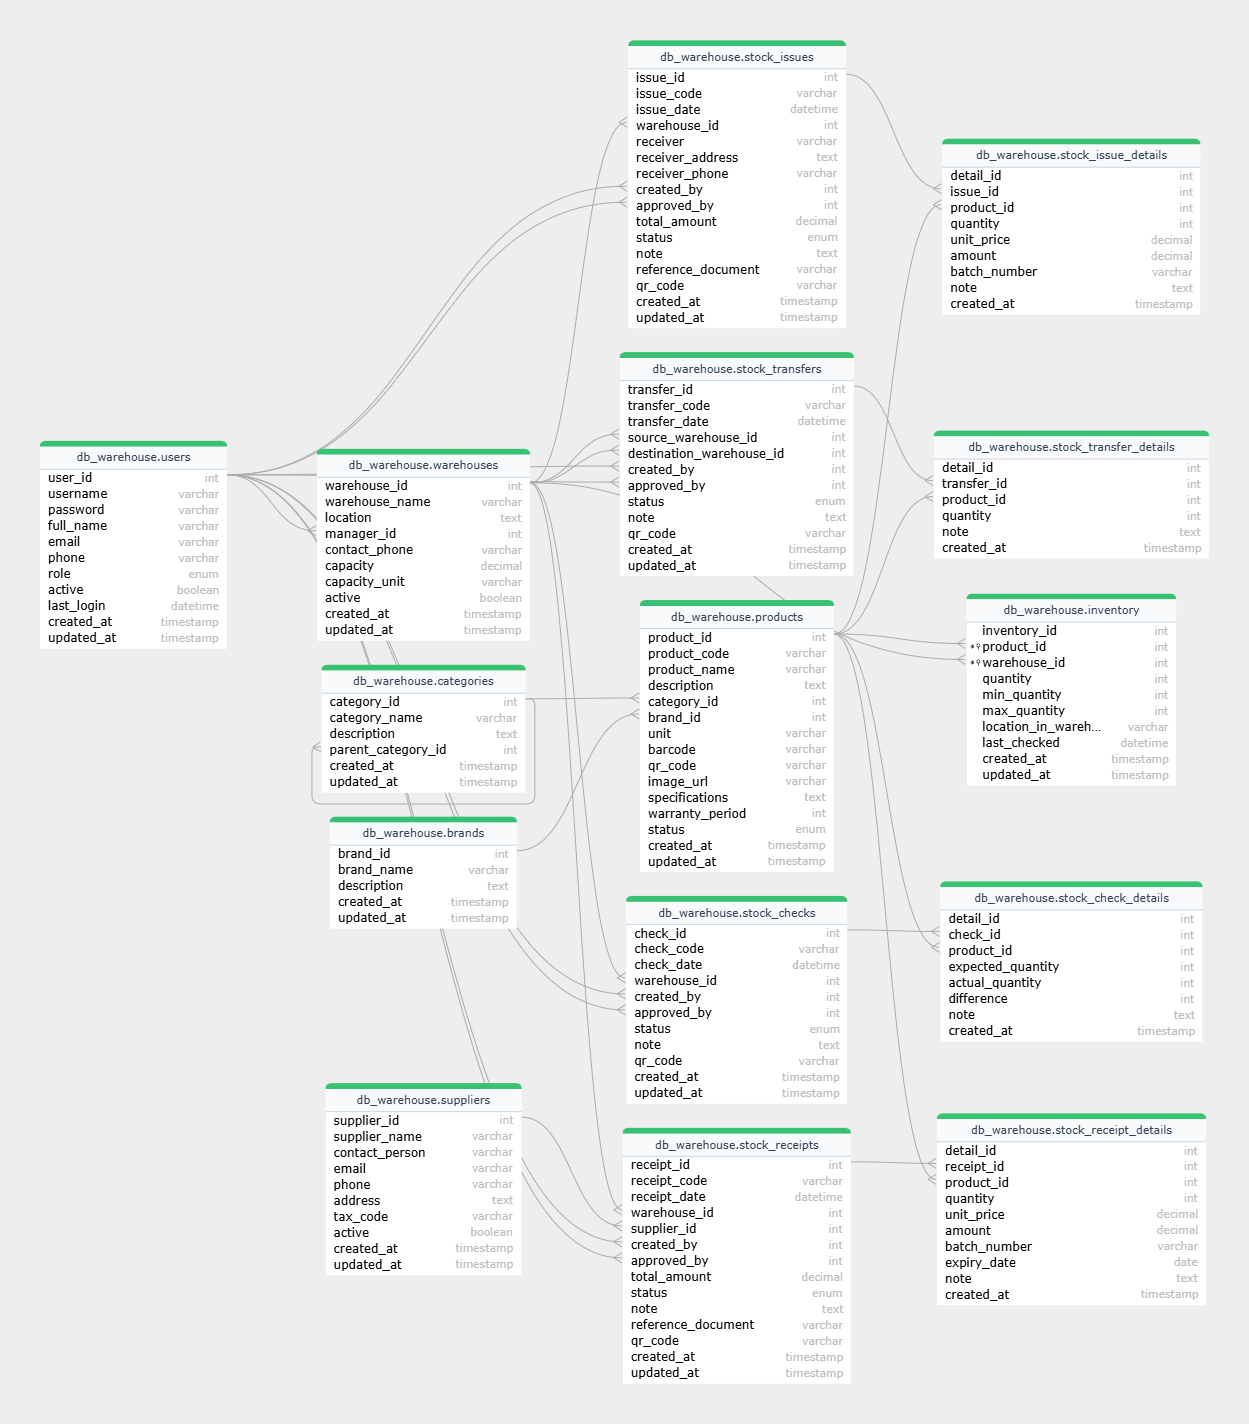 db_warehouse.stock_issues
issue_id int
issue_code varchar
issue_date datetime
warehouse_id int
receiver varchar
receiver_address text
receiver_phone varchar
created_by int
approved_by int
total_amount decimal
status enum
note text
reference_document varchar
qr_code varchar
created_at timestamp
updated_at timestamp
db_warehouse.stock_issue_details
detail_id int
issue_id int
product_id int
quantity int
unit_price decimal
amount decimal
batch_number varchar
note text
created_at timestamp
db_warehouse.stock_transfers
transfer_id int
transfer_code varchar
transfer_date datetime
source_warehouse_id int
destination_warehouse_id int
created_by int
approved_by int
status enum
note text
qr_code varchar
created_at timestamp
updated_at timestamp
db_warehouse.stock_transfer_details
detail_id int
transfer_id int
product_id int
quantity int
note text
created_at timestamp
db_warehouse.users
user_id int
username varchar
password varchar
full_name varchar
email varchar
phone varchar
role enum
active boolean
last_login datetime
created_at timestamp
updated_at timestamp
db_warehouse.warehouses
warehouse_id int
warehouse_name varchar
location text
manager_id int
contact_phone varchar
capacity decimal
capacity_unit varchar
active boolean
created_at timestamp
updated_at timestamp
db_warehouse.products
product_id int
product_code varchar
product_name varchar
description text
category_id int
brand_id int
unit varchar
barcode varchar
qr_code varchar
image_url varchar
specifications text
warranty_period int
status enum
created_at timestamp
updated_at timestamp
db_warehouse.inventory
inventory_id int
product_id int
warehouse_id int
quantity int
min_quantity int
max_quantity int
location_in_wareh... varchar
last_checked datetime
created_at timestamp
updated_at timestamp
db_warehouse.categories
category_id int
category_name varchar
description text
parent_category_id int
created_at timestamp
updated_at timestamp
db_warehouse.brands
brand_id int
brand_name varchar
description text
created_at timestamp
updated_at timestamp
db_warehouse.stock_checks
check_id int
check_code varchar
check_date datetime
warehouse_id int
created_by int
approved_by int
status enum
note text
qr_code varchar
created_at timestamp
updated_at timestamp
db_warehouse.stock_check_details
detail_id int
check_id int
product_id int
expected_quantity int
actual_quantity int
difference int
note text
created_at timestamp
db_warehouse.suppliers
supplier_id int
supplier_name varchar
contact_person varchar
email varchar
phone varchar
address text
tax_code varchar
active boolean
created_at timestamp
updated_at timestamp
db_warehouse.stock_receipts
receipt_id int
receipt_code varchar
receipt_date datetime
warehouse_id int
supplier_id int
created_by int
approved_by int
total_amount decimal
status enum
note text
reference_document varchar
qr_code varchar
created_at timestamp
updated_at timestamp
db_warehouse.stock_receipt_details
detail_id int
receipt_id int
product_id int
quantity int
unit_price decimal
amount decimal
batch_number varchar
expiry_date date
note text
created_at timestamp